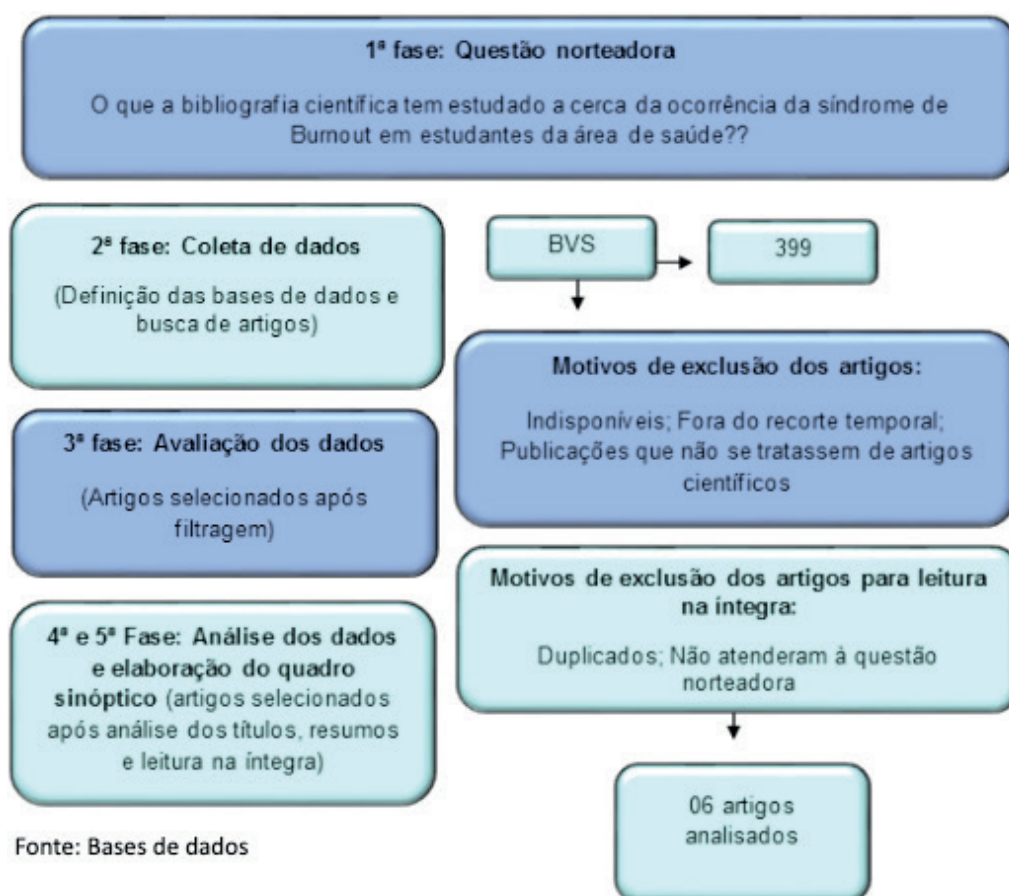 1ª fase: Questão norteadora
O que a bibliografia científica tem estudado a cerca da ocorrência da síndrome de
Burnout em estudantes da área de saúde??
2ª fase: Coleta de dados
(Definição das bases de dados e
busca de artigos)
BVS
399
Motivos de exclusão dos artigos:
Indisponíveis; Fora do recorte temporal;
Publicações que não se tratassem de artigos
científicos
3ª fase: Avaliação dos dados
(Artigos selecionados após
filtragem)
Motivos de exclusão dos artigos para leitura
na íntegra:
Duplicados; Não atenderam à questão
norteadora
4ª e 5ª Fase: Análise dos dados
e elaboração do quadro
sinóptico (artigos selecionados
após análise dos títulos, resumos
e leitura na íntegra)
06 artigos
analisados
Fonte: Bases de dados